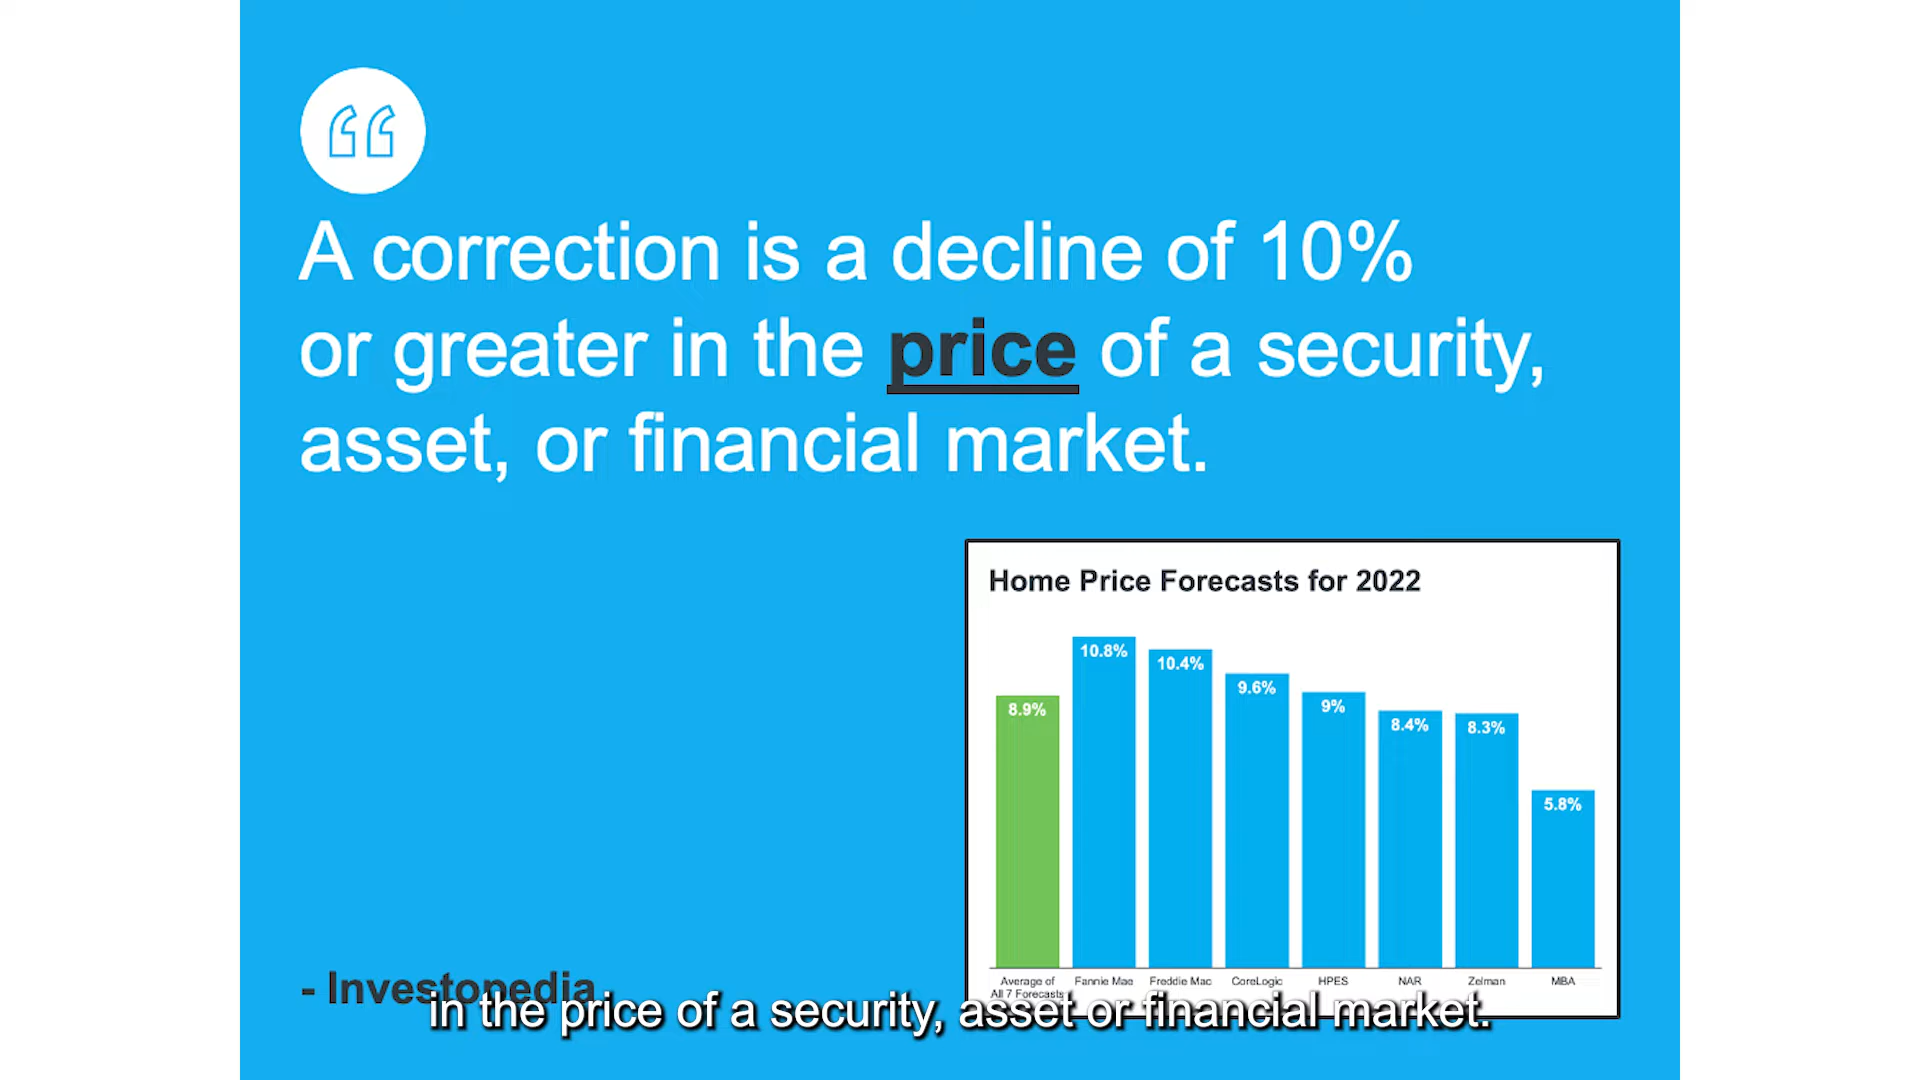 “
A correction is a decline of 10%
or greater in the price of a security,
asset, or financial market.
Home Price Forecasts for 2022
8.9%
10.8%
10.4%
9.6%
9%
8.4%
8.3%
5.8%
Average of
All 7 Forecasts
Fannie Mae
Freddie Mac
CoreLogic
HPES
NAR
Zelman
MBA
- Investopedia
in the price of a security, asset or financial market.